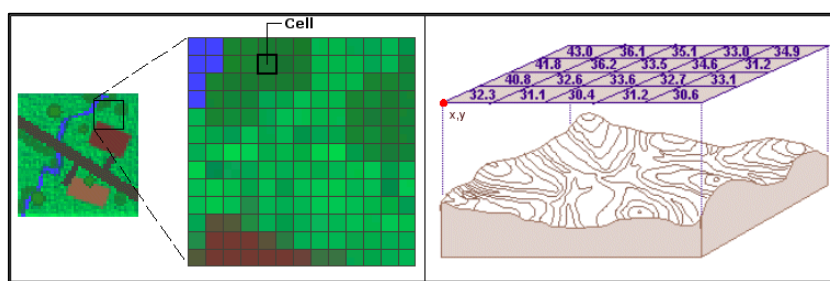 Cell
43.0 36.1 35.1 33.0 34.9
41.8 36.2 33.5 34.6 31.2
40.8 32.6 33.6 32.7 33.1
32.3 31.1 30.4 31.2 30.6
x,y